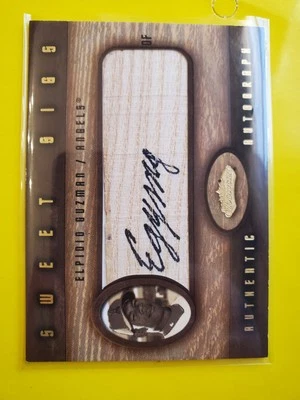 SWEET SIGS
ELPIDIO GUZMAN / ANGELS
OF
AUTHENTIC AUTOGRAPH